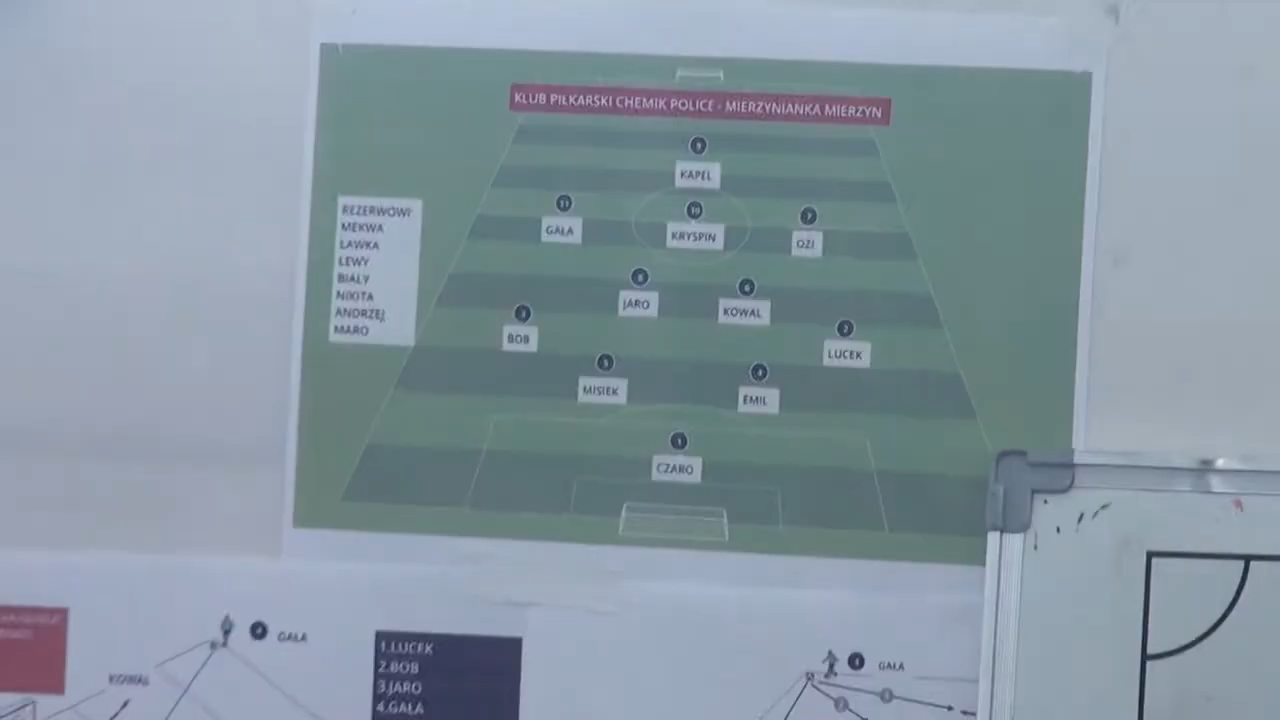 KLUB PIŁKARSKI CHEMIK POLICE - MIERZYNIANKA MIERZYN
9
KAPEL
11
GAŁA
10
KRYSPIN
7
OZI
REZERWOWI
MEKWA
ŁAWKA
LEWY
BIAŁY
NIKITA
ANDRZEJ
MARO
8
JARO
6
KOWAL
3
BOB
2
LUCEK
5
MISIEK
4
EMIL
1
CZARO
GAŁA
KOWAL
1.LUCEK
2.BOB
3.JARO
4.GAŁA
GAŁA